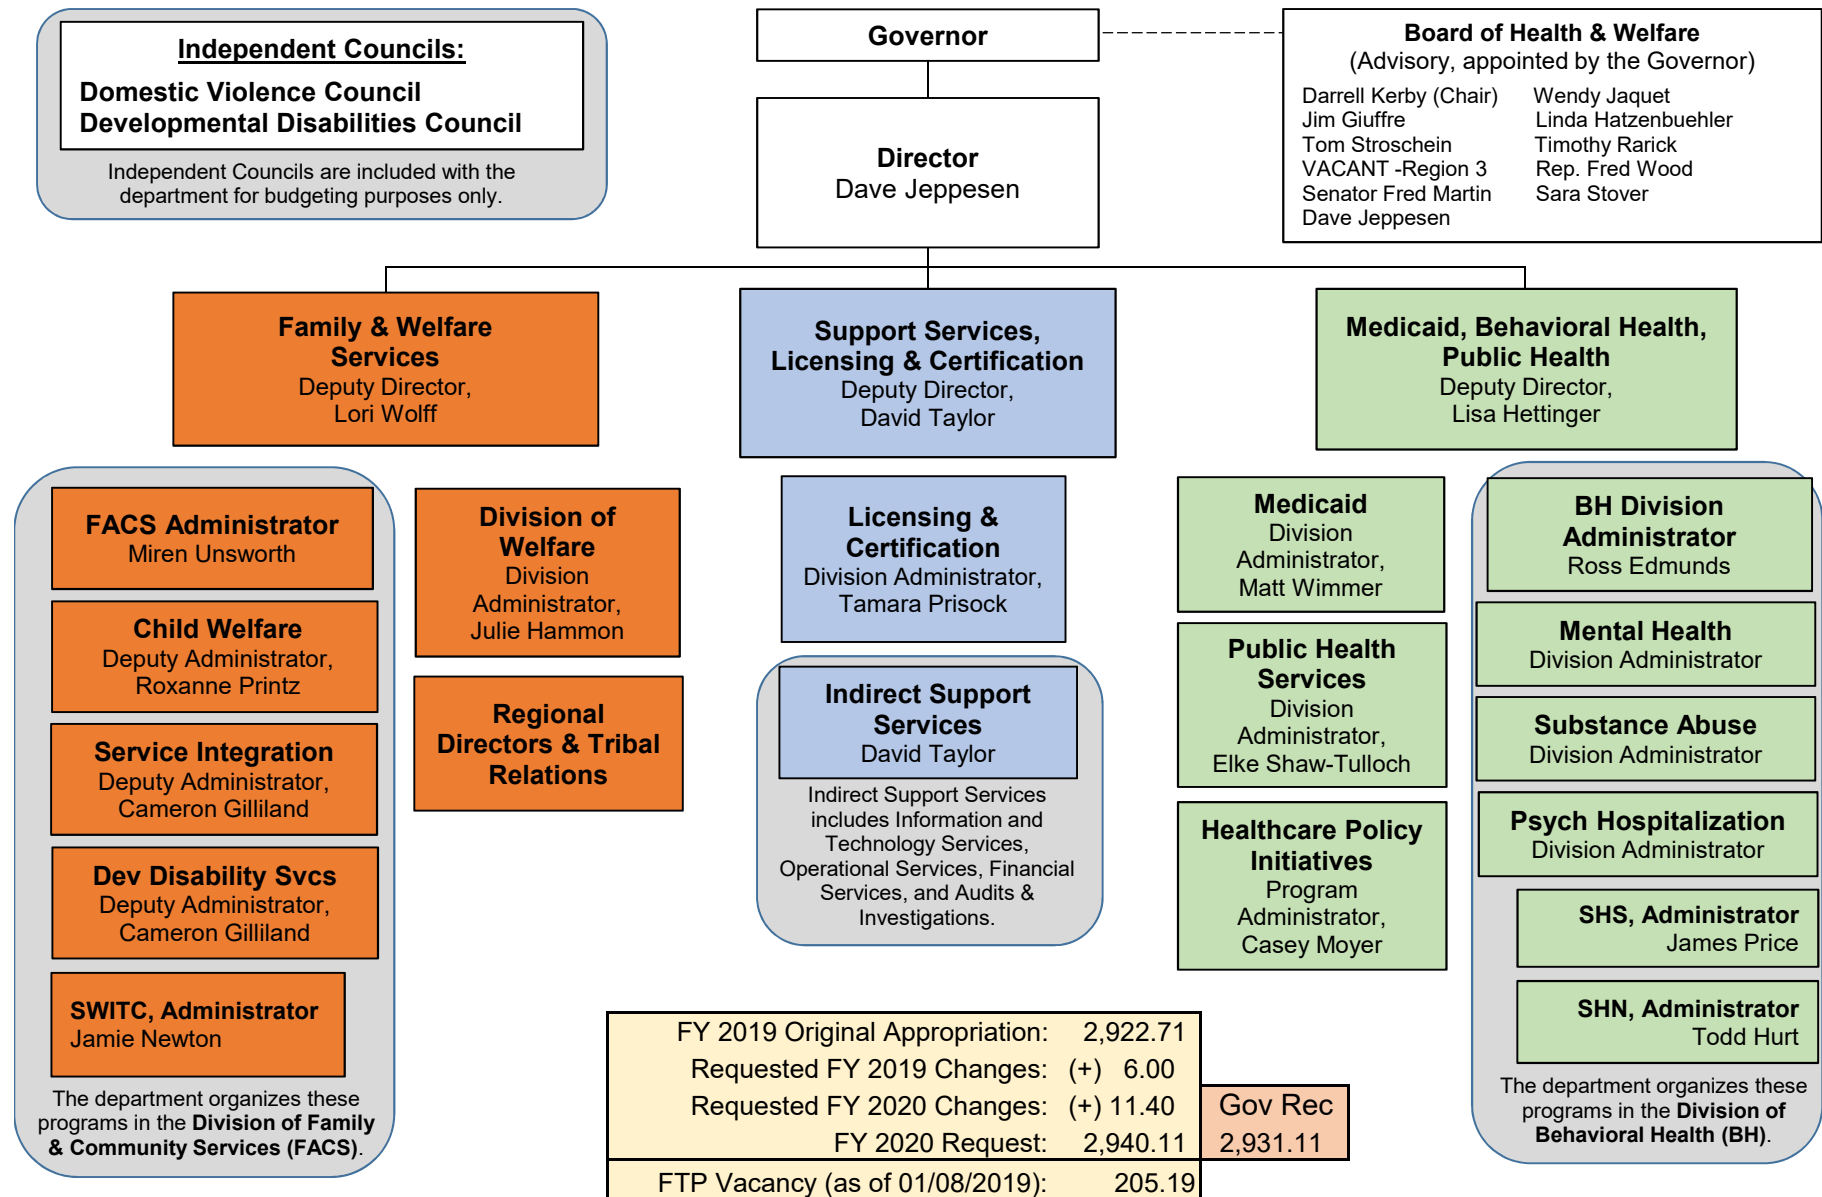 Independent Councils:
Domestic Violence Council
Developmental Disabilities Council
Independent Councils are included with the
department for budgeting purposes only.
Governor
Director
Dave Jeppesen
Board of Health & Welfare
(Advisory, appointed by the Governor)
Darrell Kerby (Chair) Wendy Jaquet
Jim Giuffre Linda Hatzenbuehler
Tom Stroschein Timothy Rarick
VACANT -Region 3 Rep. Fred Wood
Senator Fred Martin Sara Stover
Dave Jeppesen
Family & Welfare
Services
Deputy Director,
Lori Wolff
Support Services,
Licensing & Certification
Deputy Director,
David Taylor
Medicaid, Behavioral Health,
Public Health
Deputy Director,
Lisa Hettinger
FACS Administrator
Miren Unsworth
Child Welfare
Deputy Administrator,
Roxanne Printz
Service Integration
Deputy Administrator,
Cameron Gilliland
Dev Disability Svcs
Deputy Administrator,
Cameron Gilliland
SWITC, Administrator
Jamie Newton
The department organizes these
programs in the Division of Family
& Community Services (FACS).
Division of
Welfare
Division
Administrator,
Julie Hammon
Regional
Directors & Tribal
Relations
Licensing &
Certification
Division Administrator,
Tamara Prisock
Indirect Support
Services
David Taylor
Indirect Support Services
includes Information and
Technology Services,
Operational Services, Financial
Services, and Audits &
Investigations.
Medicaid
Division
Administrator,
Matt Wimmer
Public Health
Services
Division
Administrator,
Elke Shaw-Tulloch
Healthcare Policy
Initiatives
Program
Administrator,
Casey Moyer
BH Division
Administrator
Ross Edmunds
Mental Health
Division Administrator
Substance Abuse
Division Administrator
Psych Hospitalization
Division Administrator
SHS, Administrator
James Price
SHN, Administrator
Todd Hurt
The department organizes these
programs in the Division of
Behavioral Health (BH).
FY 2019 Original Appropriation: 2,922.71
Requested FY 2019 Changes: (+) 6.00
Requested FY 2020 Changes: (+) 11.40 Gov Rec
FY 2020 Request: 2,940.11 2,931.11
FTP Vacancy (as of 01/08/2019): 205.19